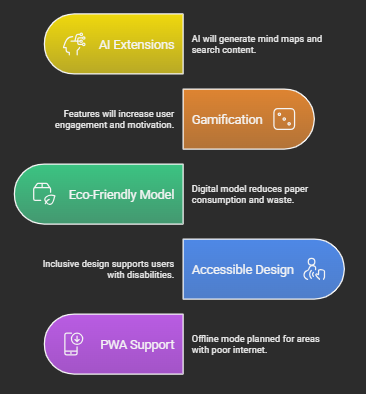 AI Extensions
AI will generate mind maps and
search content.
Features will increase user
engagement and motivation.
Gamification
Eco-Friendly Model
Digital model reduces paper
consumption and waste.
Inclusive design supports users
with disabilities.
Accessible Design
PWA Support
Offline mode planned for areas
with poor internet.